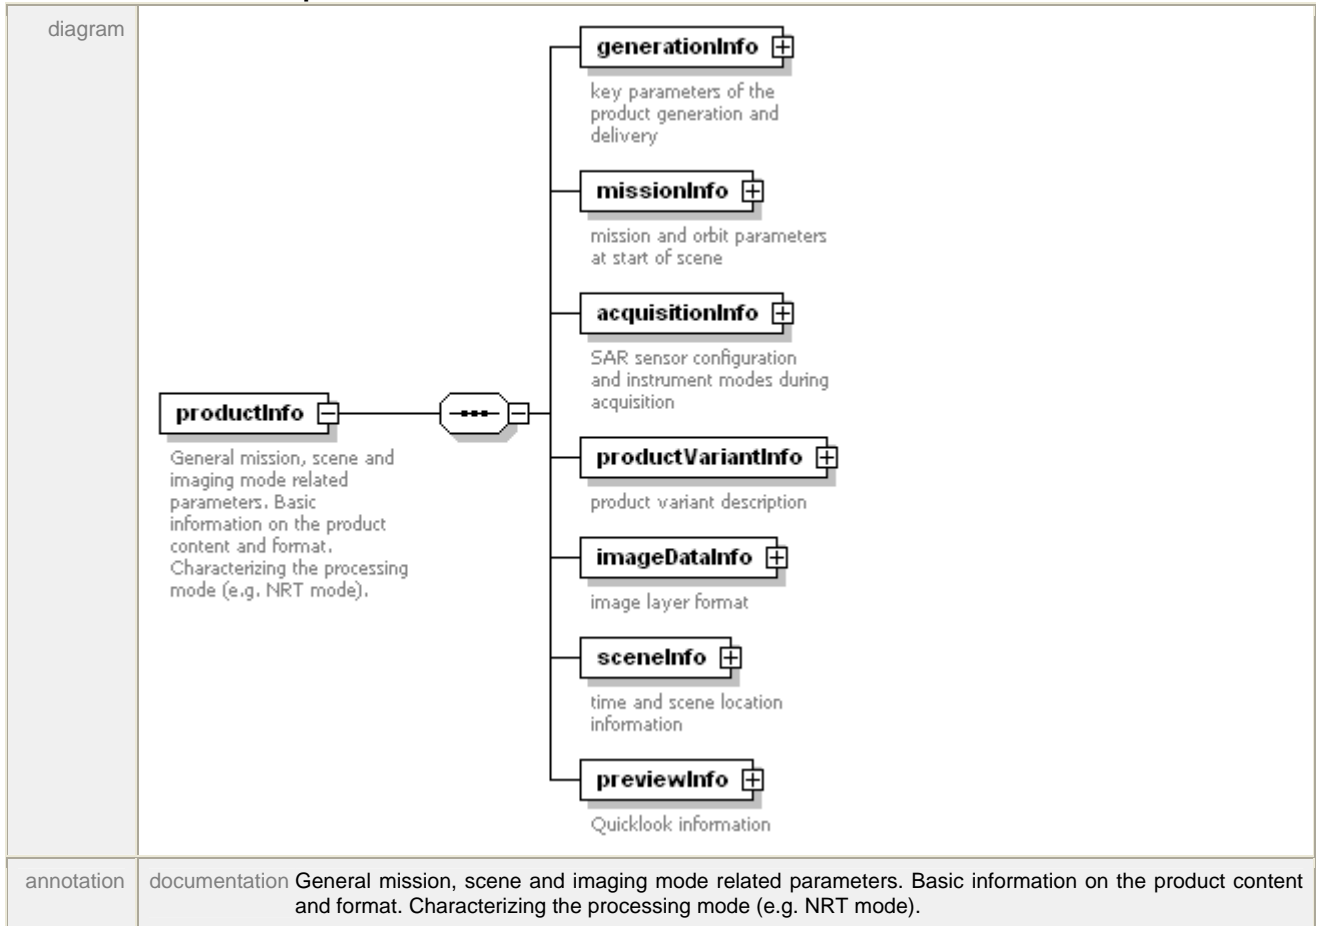 diagram
generationInfo
key parameters of the
product generation and
delivery
missionInfo
mission and orbit parameters
at start of scene
acquisitionInfo
SAR sensor configuration
and instrument modes during
acquisition
productInfo
General mission, scene and
imaging mode related
parameters. Basic
information on the product
content and format.
Characterizing the processing
mode (e.g. NRT mode).
productVariantInfo
product variant description
imageDataInfo
image layer format
sceneInfo
time and scene location
information
previewInfo
Quicklook information
annotation
documentation General mission, scene and imaging mode related parameters. Basic information on the product content
and format. Characterizing the processing mode (e.g. NRT mode).